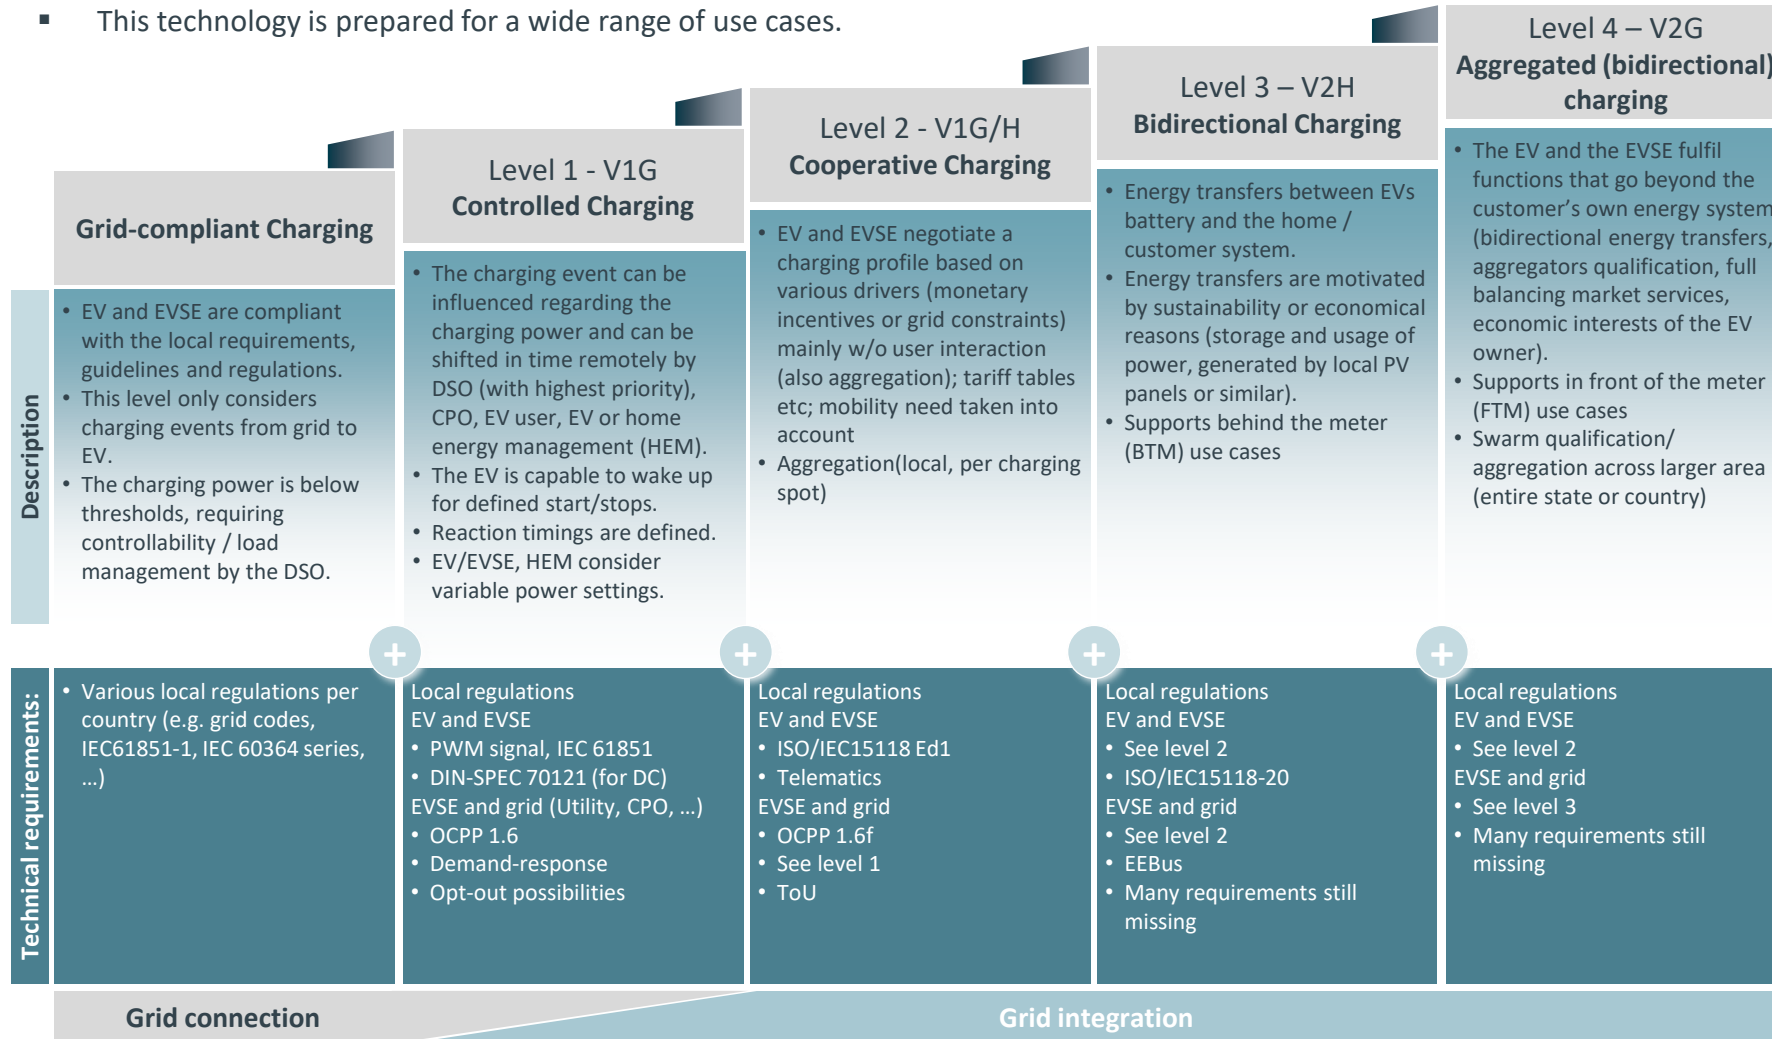 ▪ This technology is prepared for a wide range of use cases.
Grid-compliant Charging
Level 1 - V1G
Controlled Charging
Level 2 - V1G/H
Cooperative Charging
Level 3 – V2H
Bidirectional Charging
Level 4 – V2G
Aggregated (bidirectional)
charging
Description
• EV and EVSE are compliant
with the local requirements,
guidelines and regulations.
• This level only considers
charging events from grid to
EV.
• The charging power is below
thresholds, requiring
controllability / load
management by the DSO.
• The charging event can be
influenced regarding the
charging power and can be
shifted in time remotely by
DSO (with highest priority),
CPO, EV user, EV or home
energy management (HEM).
• The EV is capable to wake up
for defined start/stops.
• Reaction timings are defined.
• EV/EVSE, HEM consider
variable power settings.
• EV and EVSE negotiate a
charging profile based on
various drivers (monetary
incentives or grid constraints)
mainly w/o user interaction
(also aggregation); tariff tables
etc; mobility need taken into
account
• Aggregation(local, per charging
spot)
• Energy transfers between EVs
battery and the home /
customer system.
• Energy transfers are motivated
by sustainability or economical
reasons (storage and usage of
power, generated by local PV
panels or similar).
• Supports behind the meter
(BTM) use cases
• The EV and the EVSE fulfil
functions that go beyond the
customer’s own energy system
(bidirectional energy transfers,
aggregators qualification, full
balancing market services,
economic interests of the EV
owner).
• Supports in front of the meter
(FTM) use cases
• Swarm qualification/
aggregation across larger area
(entire state or country)
+
+
+
+
Technical requirements:
• Various local regulations per
country (e.g. grid codes,
IEC61851-1, IEC 60364 series,
...)
Local regulations
EV and EVSE
• PWM signal, IEC 61851
• DIN-SPEC 70121 (for DC)
EVSE and grid (Utility, CPO, ...)
• OCPP 1.6
• Demand-response
• Opt-out possibilities
Local regulations
EV and EVSE
• ISO/IEC15118 Ed1
• Telematics
EVSE and grid
• OCPP 1.6f
• See level 1
• ToU
Local regulations
EV and EVSE
• See level 2
• ISO/IEC15118-20
EVSE and grid
• See level 2
• EEBus
• Many requirements still
missing
Local regulations
EV and EVSE
• See level 2
EVSE and grid
• See level 3
• Many requirements still
missing
Grid connection
Grid integration